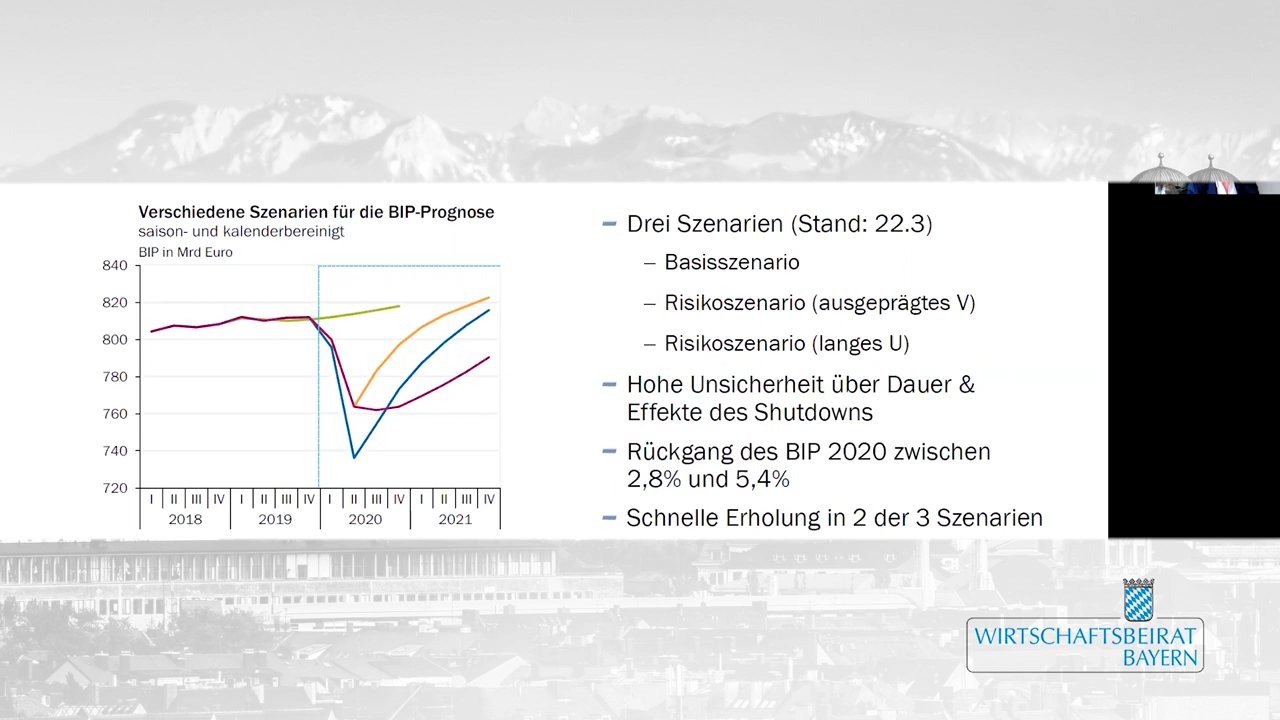 Verschiedene Szenarien für die BIP-Prognose
saison- und kalenderbereinigt
BIP in Mrd Euro
840
820
800
780
760
740
720
I II III IV I II III IV I II III IV I II III IV
2018 2019 2020 2021
Drei Szenarien (Stand: 22.3)
– Basisszenario
– Risikoszenario (ausgeprägtes V)
– Risikoszenario (langes U)
Hohe Unsicherheit über Dauer &
Effekte des Shutdowns
Rückgang des BIP 2020 zwischen
2,8% und 5,4%
Schnelle Erholung in 2 der 3 Szenarien
WIRTSCHAFTSBEIRAT
BAYERN